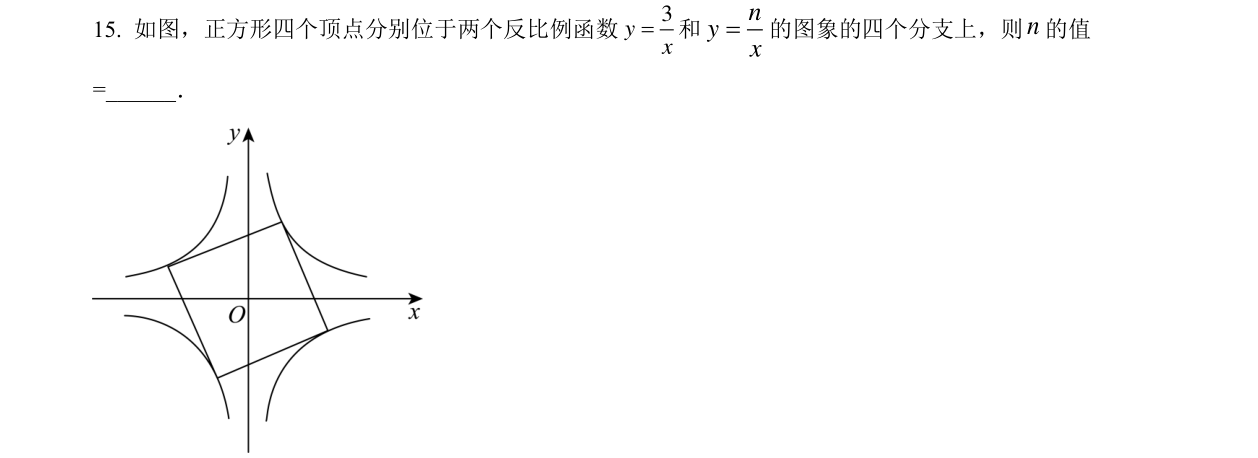 15. 如图，正方形四个顶点分别位于两个反比例函数 y = 3/x 和 y = n/x 的图象的四个分支上，则 n 的值
=______.
y
O
x